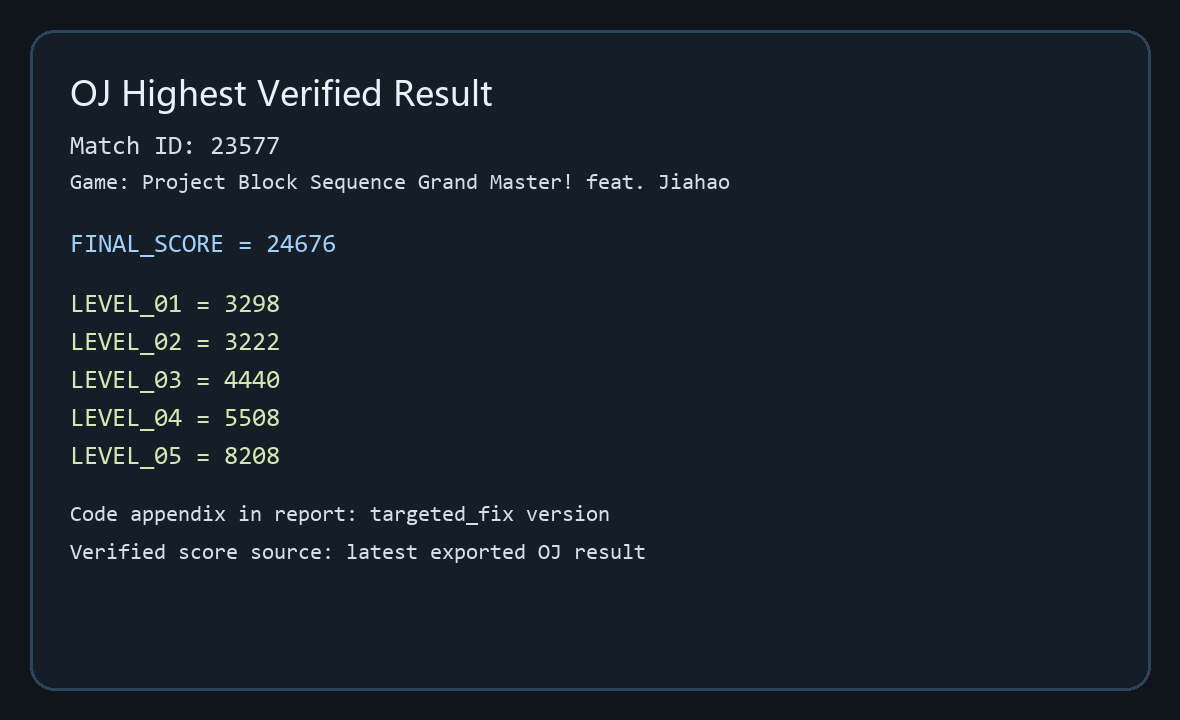 OJ Highest Verified Result
Match ID: 23577
Game: Project Block Sequence Grand Master! feat. Jiahao
FINAL_SCORE = 24676
LEVEL_01 = 3298
LEVEL_02 = 3222
LEVEL_03 = 4440
LEVEL_04 = 5508
LEVEL_05 = 8208
Code appendix in report: targeted_fix version
Verified score source: latest exported OJ result